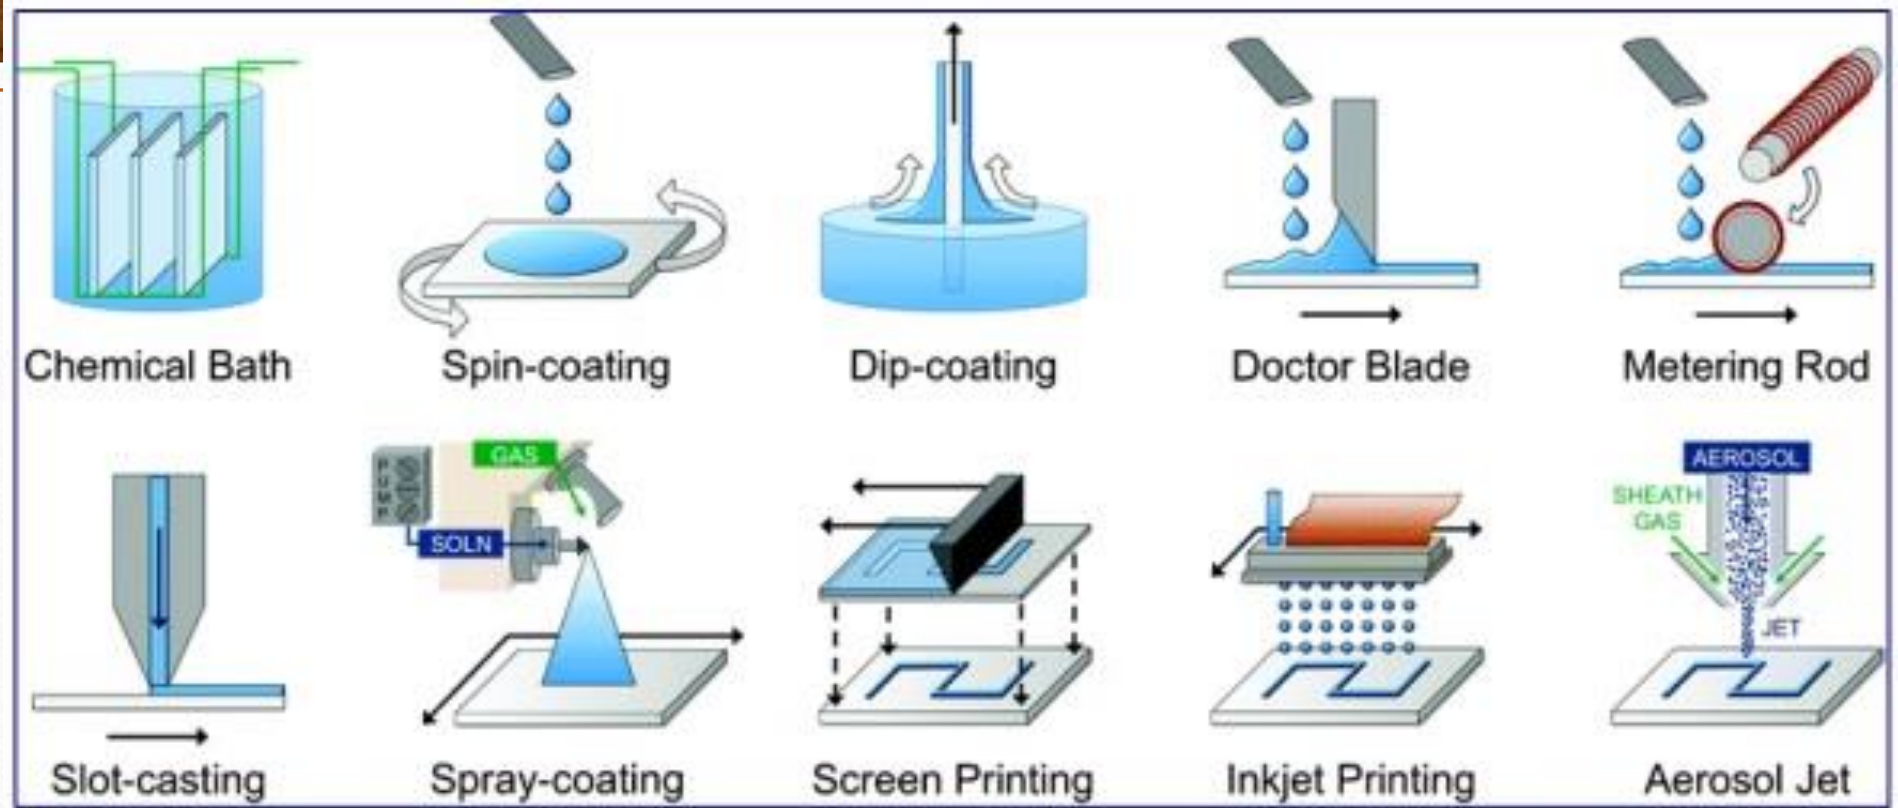 Chemical Bath
Spin-coating
Dip-coating
Doctor Blade
Metering Rod
PUMP
GAS
SOLN
AEROSOL
SHEATH
GAS
JET
Slot-casting
Spray-coating
Screen Printing
Inkjet Printing
Aerosol Jet